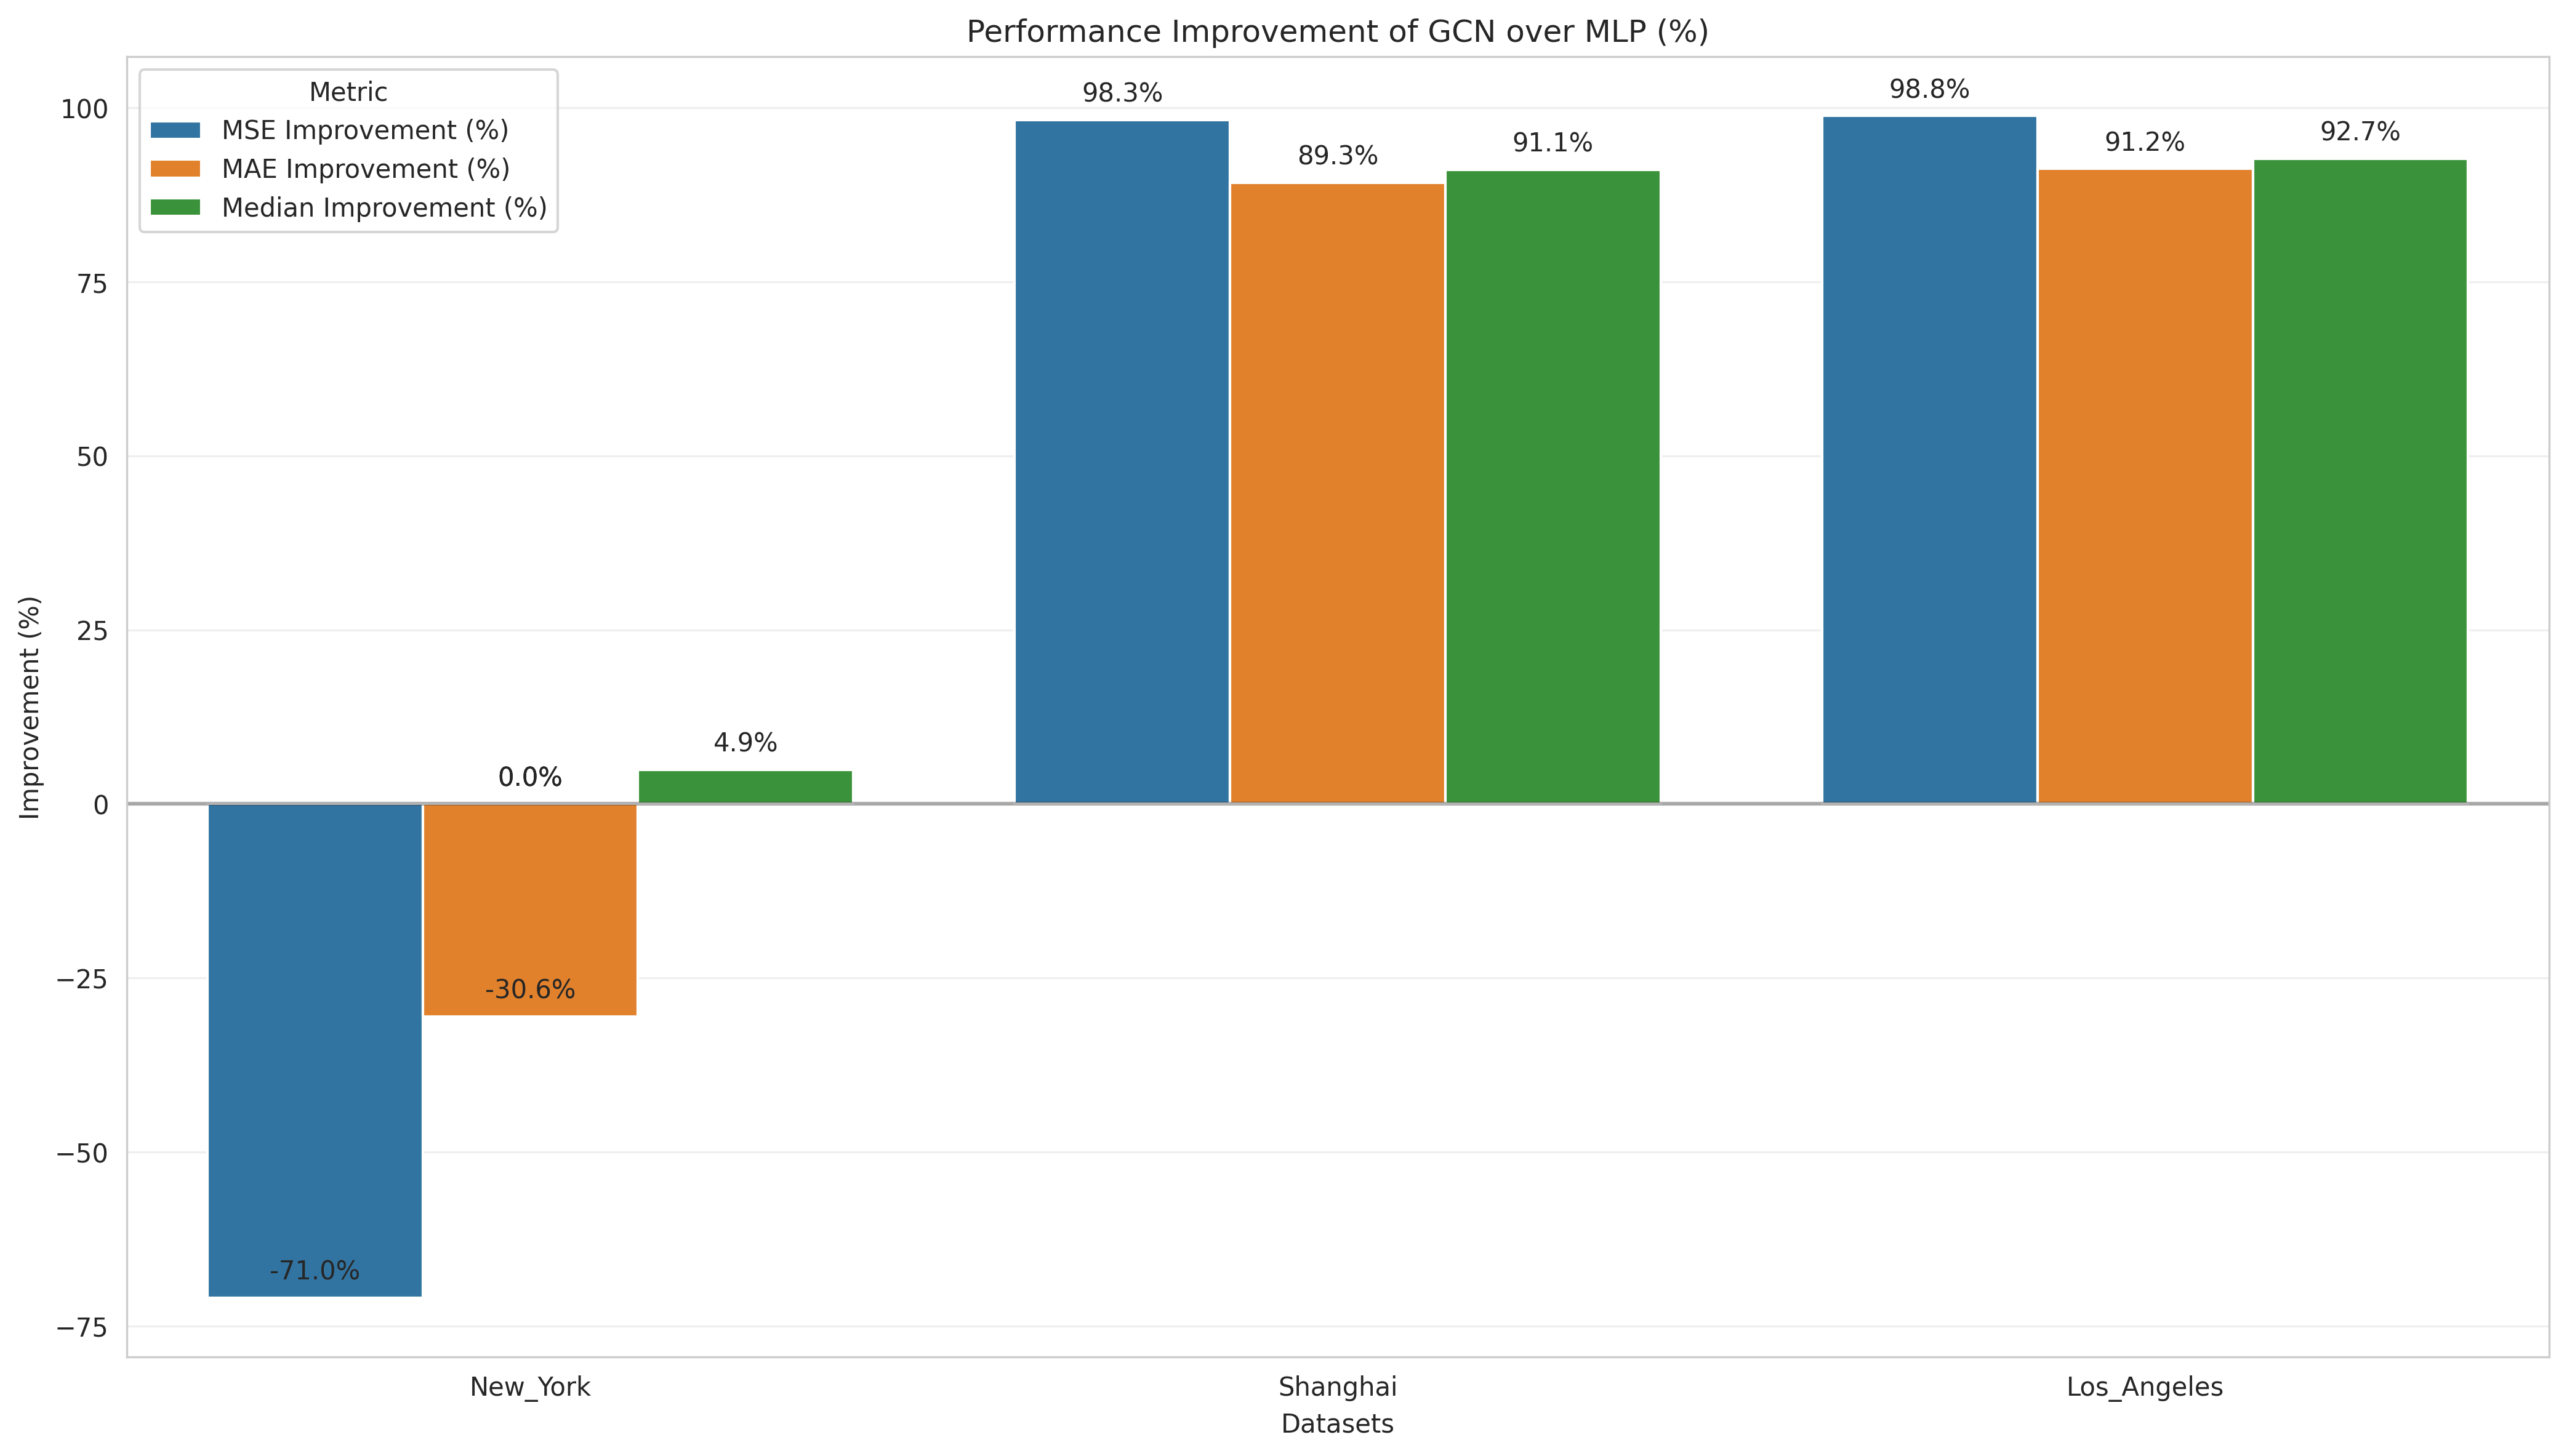 Performance Improvement of GCN over MLP (%)
Metric
MSE Improvement (%)
MAE Improvement (%)
Median Improvement (%)
Improvement (%)
100
75
50
25
0
−25
−50
−75
-71.0%
0.0%
-30.6%
4.9%
98.3%
89.3%
91.1%
98.8%
91.2%
92.7%
New_York
Shanghai
Los_Angeles
Datasets